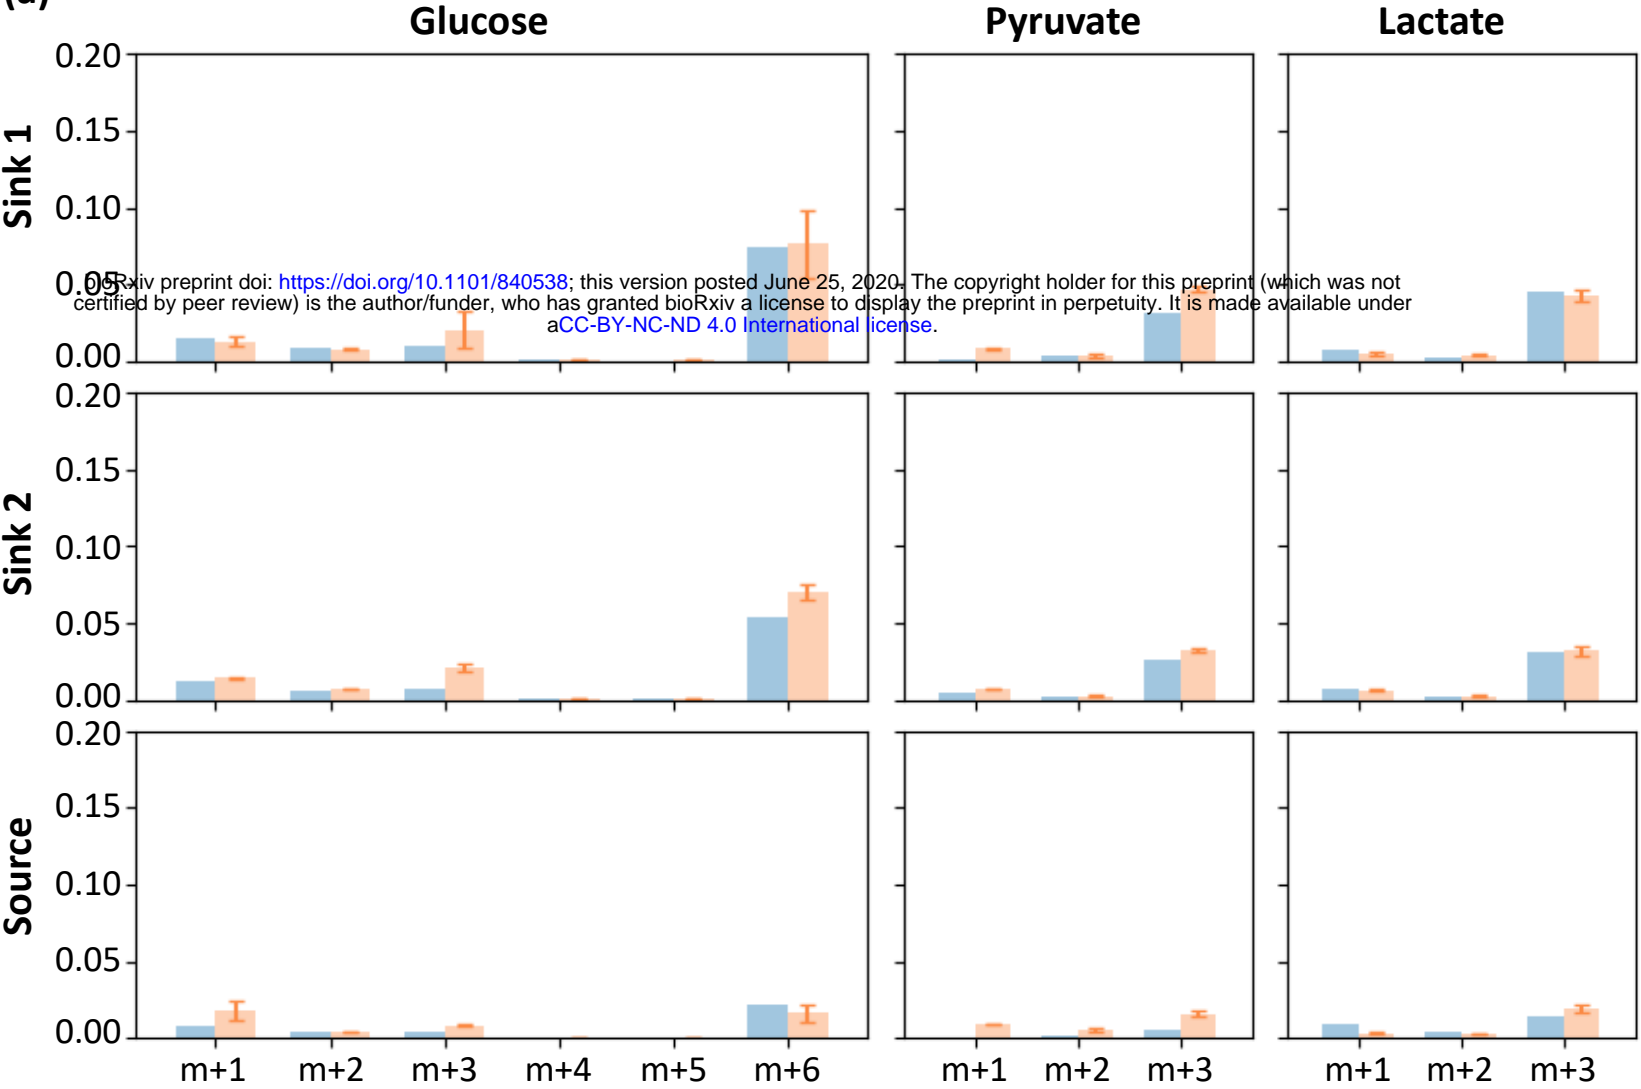 (a)
Glucose Pyruvate Lactate
Sink 1
0.20
0.15
0.10
0.05
0.00
bioRxiv preprint doi: https://doi.org/10.1101/840538; this version posted June 25, 2020. The copyright holder for this preprint (which was not
certified by peer review) is the author/funder, who has granted bioRxiv a license to display the preprint in perpetuity. It is made available under
aCC-BY-NC-ND 4.0 International license.
Sink 2
0.20
0.15
0.10
0.05
0.00
Source
0.20
0.15
0.10
0.05
0.00
m+1 m+2 m+3 m+4 m+5 m+6 m+1 m+2 m+3 m+1 m+2 m+3